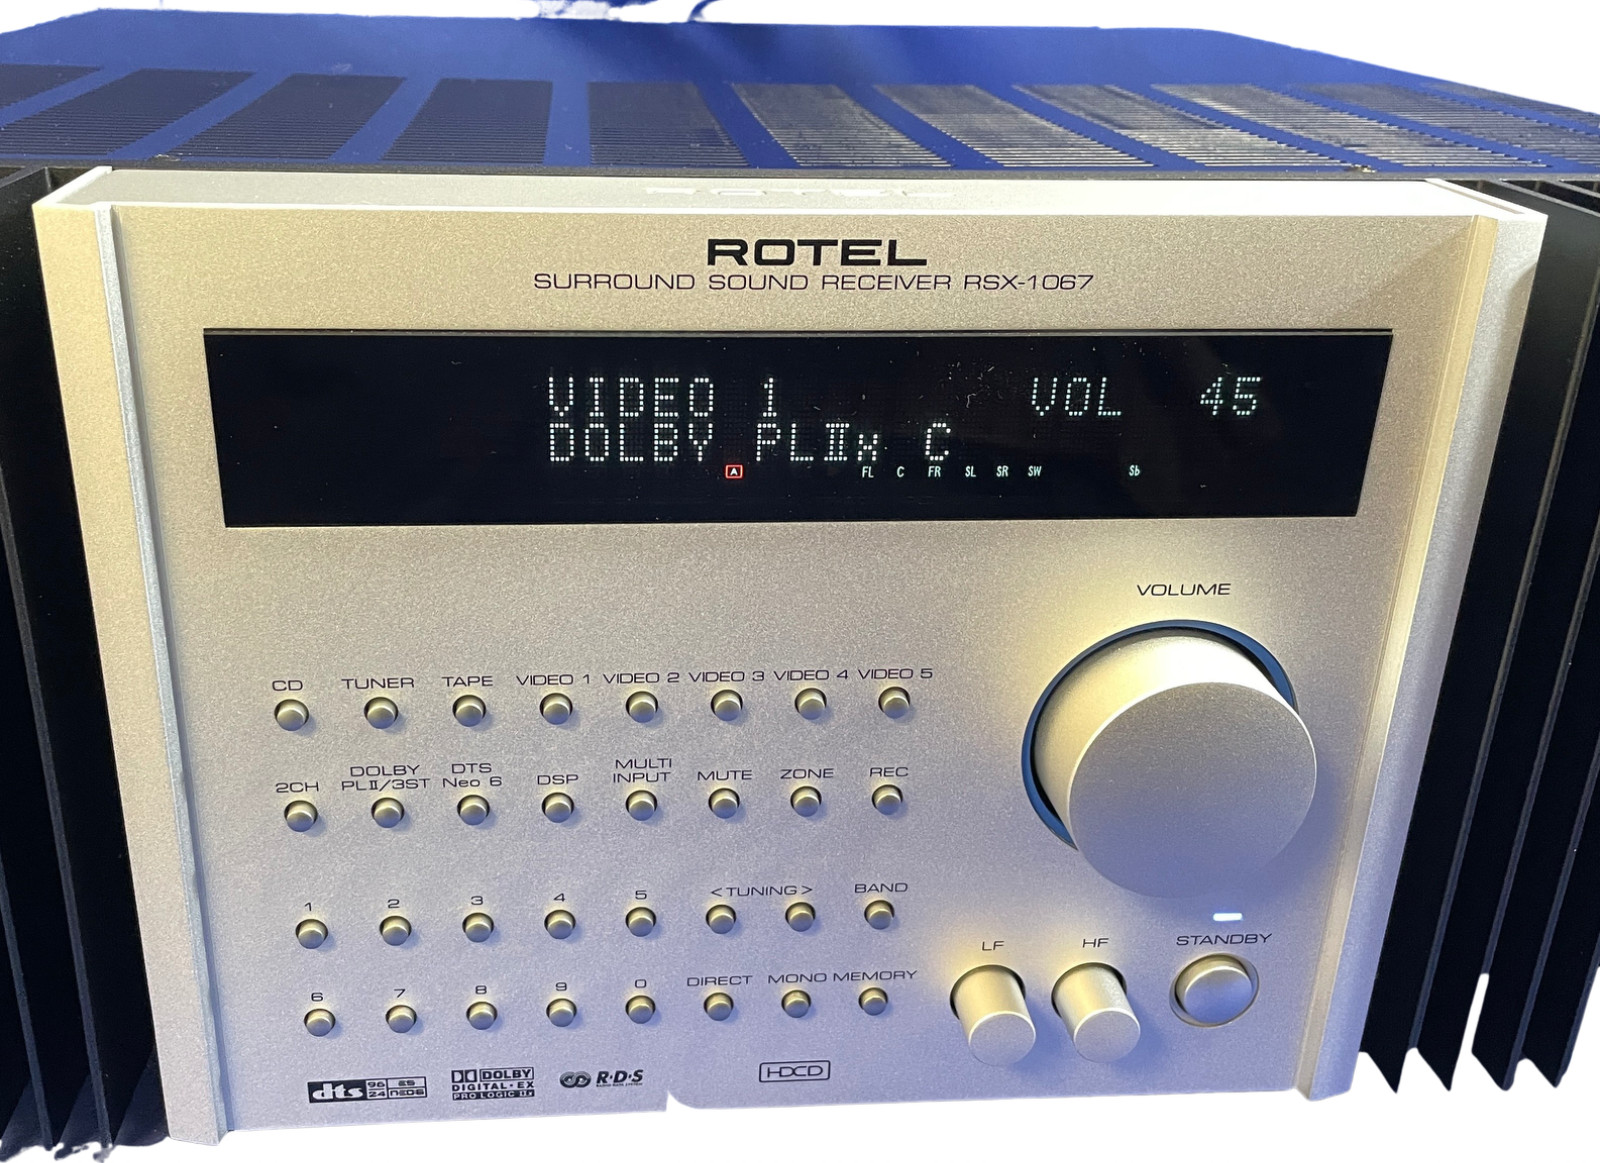 ROTEL
SURROUND SOUND RECEIVER RSX-1067
VIDEO 1 VOL 45
DOLBY PLⅡx C
A FL C FR SL SR SW Sb
VOLUME
CD TUNER TAPE VIDEO 1 VIDEO 2 VIDEO 3 VIDEO 4 VIDEO 5
2CH DOLBY PLⅡ/3ST DTS Neo 6 DSP MULTI INPUT MUTE ZONE REC
1 2 3 4 5 <TUNING> BAND
LF HF STANDBY
6 7 8 9 0 DIRECT MONO MEMORY
dts 96 24 ES neo6
DOLBY
DIGITAL·EX
PRO LOGIC IIx
R·D·S
HDCD